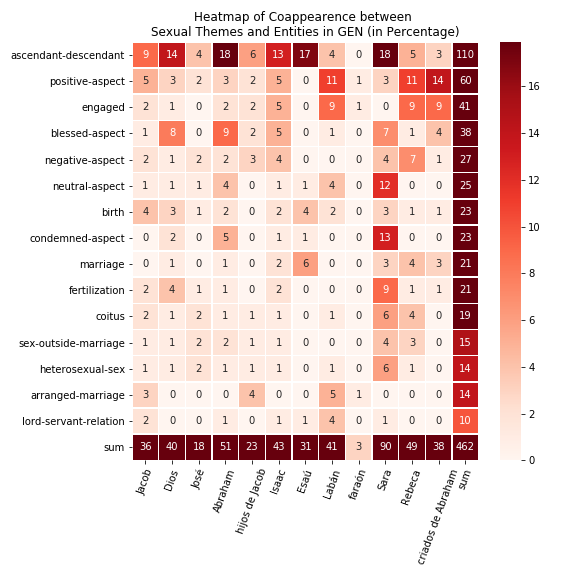 Heatmap of Coappearence between
Sexual Themes and Entities in GEN (in Percentage)
ascendant-descendant 9 14 4 18 6 13 17 4 0 18 5 3 110
positive-aspect 5 3 2 3 2 5 0 11 1 3 11 14 60
engaged 2 1 0 2 2 5 0 9 1 0 9 9 41
blessed-aspect 1 8 0 9 2 5 0 1 0 7 1 4 38
negative-aspect 2 1 2 2 3 4 0 0 0 4 7 1 27
neutral-aspect 1 1 1 4 0 1 1 4 0 12 0 0 25
birth 4 3 1 2 0 2 4 2 0 3 1 1 23
condemned-aspect 0 2 0 5 0 1 1 0 0 13 0 0 23
marriage 0 1 0 1 0 2 6 0 0 3 4 3 21
fertilization 2 4 1 1 0 2 0 0 0 9 1 1 21
coitus 2 1 2 1 1 1 0 1 0 6 4 0 19
sex-outside-marriage 1 1 2 2 1 1 0 0 0 4 3 0 15
heterosexual-sex 1 1 2 1 1 1 0 1 0 6 1 0 14
arranged-marriage 3 0 0 0 4 0 0 5 1 0 0 0 14
lord-servant-relation 2 0 0 1 0 1 1 4 0 1 0 0 10
sum 36 40 18 51 23 43 31 41 3 90 49 38 462
Jacob Dios José Abraham hijos de Jacob Isaac Esaú Labán faraón Sara Rebeca criados de Abraham sum
16
14
12
10
8
6
4
2
0